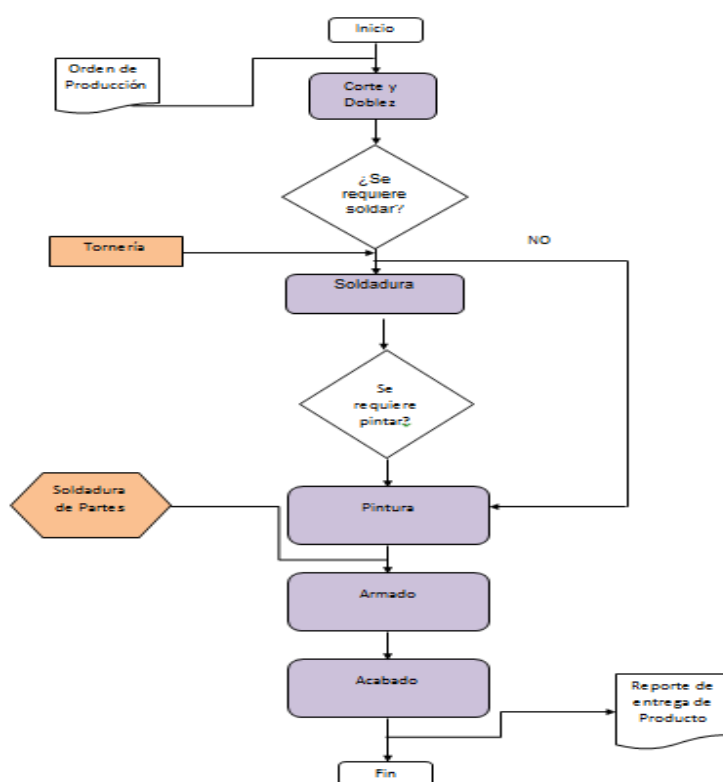 Inicio
Orden de
Producción
Corte y
Doblez
¿Se
requiere
soldar?
Tornería
NO
Soldadura
Se
requiere
pintar?
Soldadura
de Partes
Pintura
Armado
Acabado
Reporte de
entrega de
Producto
Fin